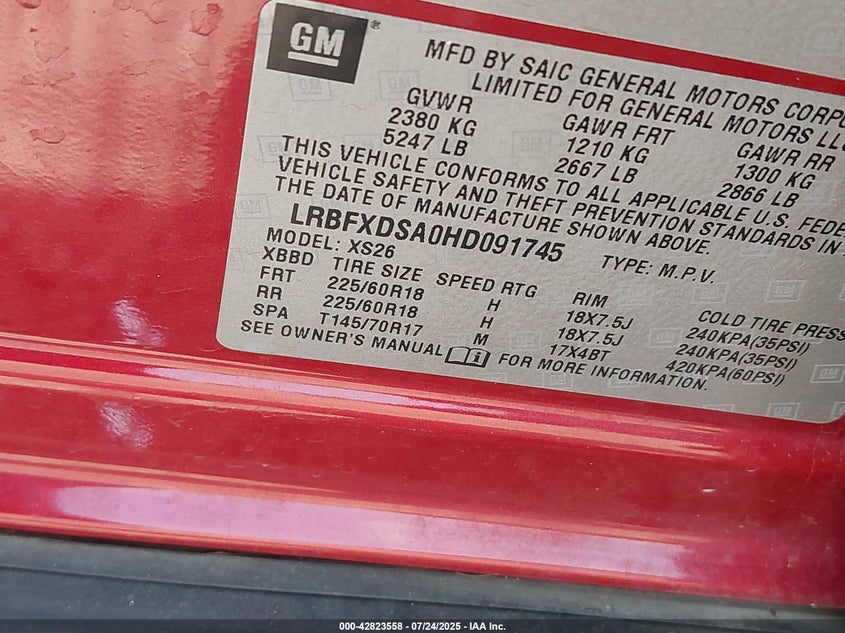 GM
MFD BY SAIC GENERAL MOTORS CORPO
LIMITED FOR GENERAL MOTORS LLC
GVWR GAWR FRT GAWR RR
2380 KG 1210 KG 1300 KG
5247 LB 2667 LB 2866 LB
THIS VEHICLE CONFORMS TO ALL APPLICABLE U.S. FEDE
VEHICLE SAFETY AND THEFT PREVENTION STANDARDS IN
THE DATE OF MANUFACTURE SHOWN ABOVE.
LRBFXDSA0HD091745 TYPE: M.P.V.
MODEL: XS26
XBBD TIRE SIZE SPEED RTG RIM COLD TIRE PRESS
FRT 225/60R18 H 18X7.5J 240KPA(35PSI)
RR 225/60R18 H 18X7.5J 240KPA(35PSI)
SPA T145/70R17 M 17X4BT 420KPA(60PSI)
SEE OWNER'S MANUAL FOR MORE INFORMATION.
000-42823558 - 07/24/2025 - IAA Inc.